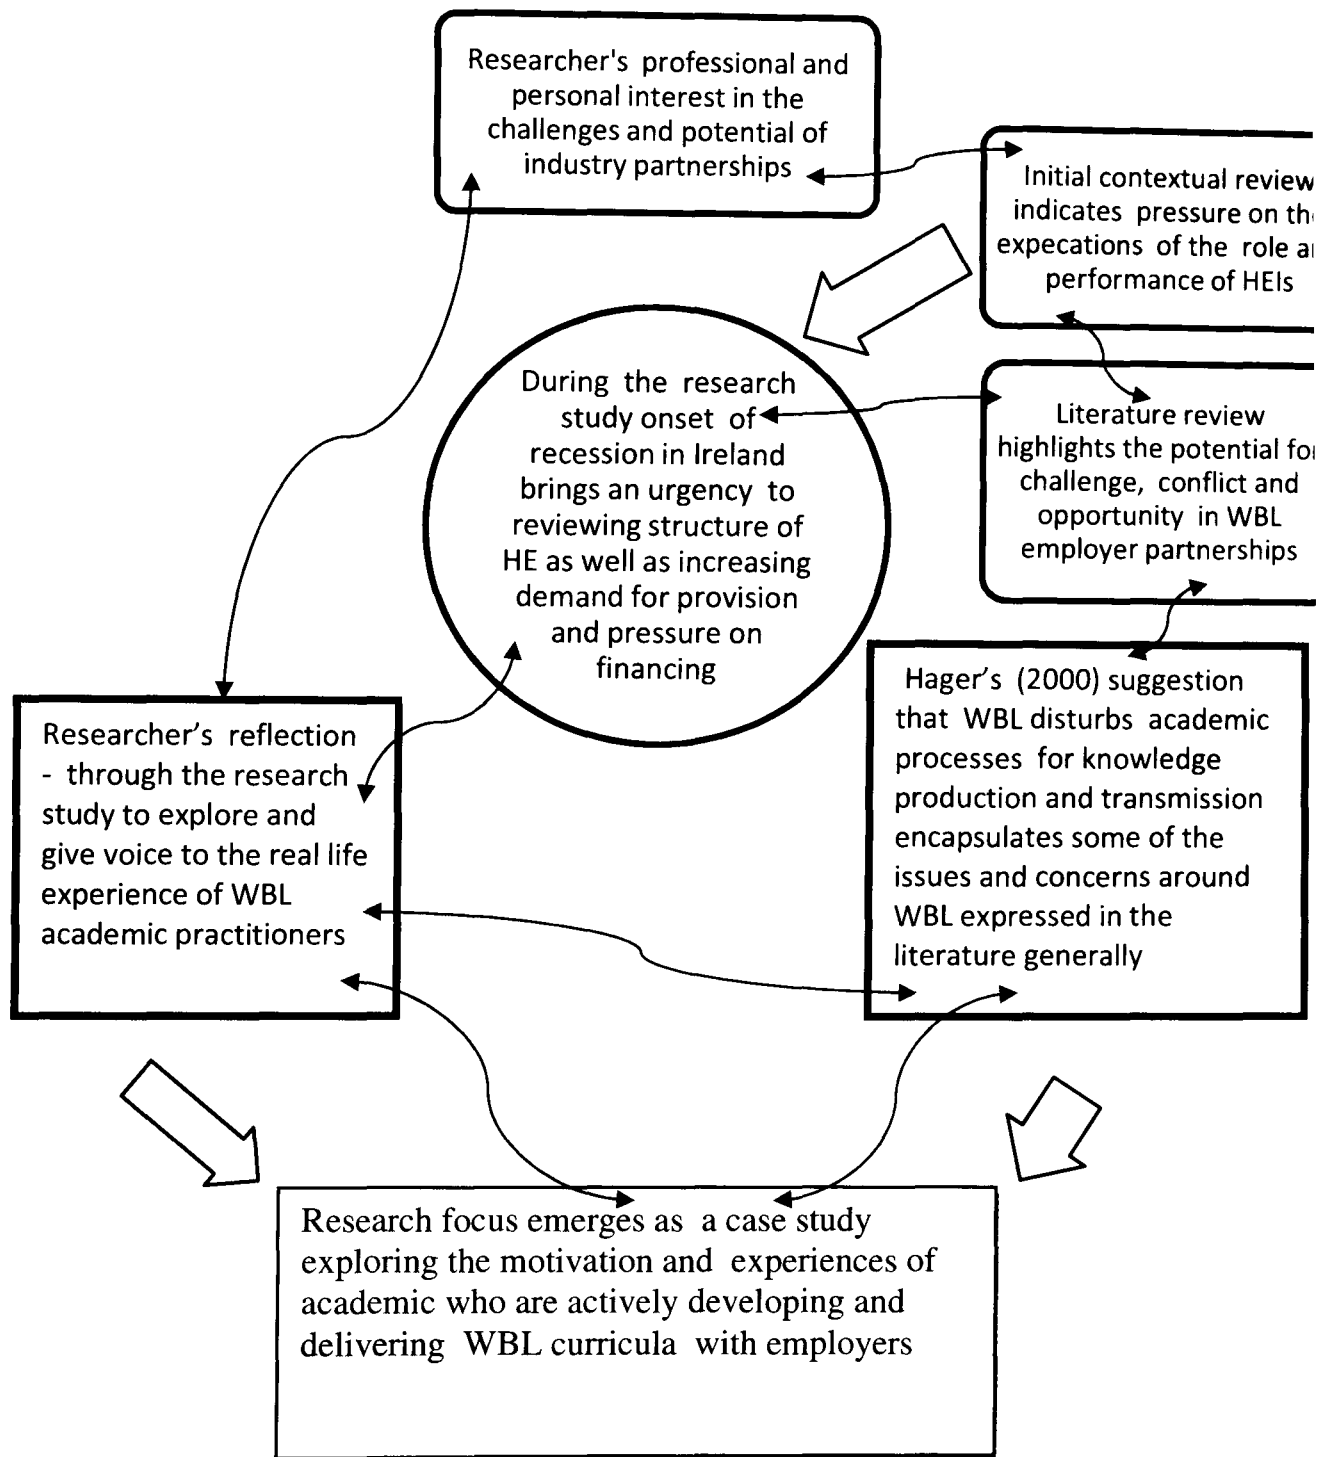 Researcher's professional and
personal interest in the
challenges and potential of
industry partnerships
Initial contextual review
indicates pressure on the
expecations of the role
performance of HEIs
During the research
study onset of
recession in Ireland
brings an urgency to
reviewing structure of
HE as well as increasing
demand for provision
and pressure on
financing
Literature review
highlights the potential for
challenge, conflict and
opportunity in WBL
employer partnerships
Researcher's reflection
- through the research
study to explore and
give voice to the real life
experience of WBL
academic practitioners
Hager's (2000) suggestion
that WBL disturbs academic
processes for knowledge
production and transmission
encapsulates some of the
issues and concerns around
WBL expressed in the
literature generally
Research focus emerges as a case study
exploring the motivation and experiences of
academic who are actively developing and
delivering WBL curricula with employers